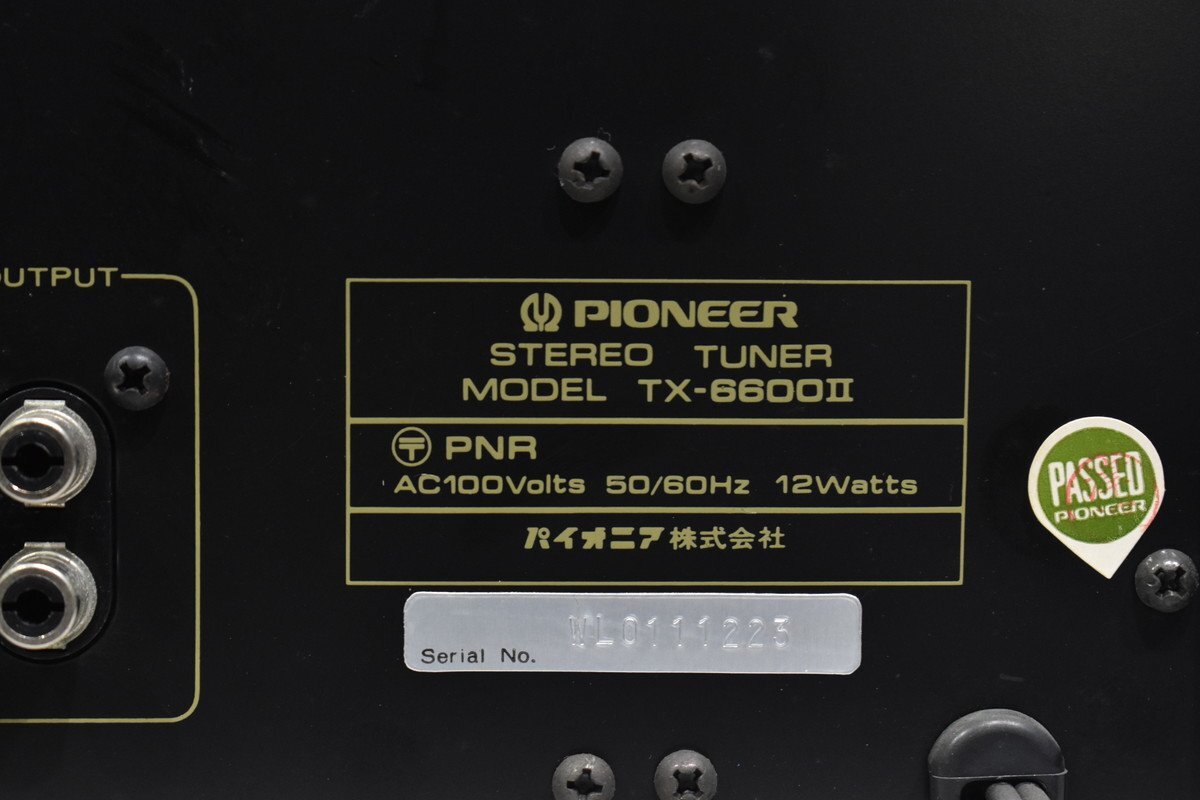 OUTPUT
PIONEER
STEREO TUNER
MODEL TX-6600II
〒 PNR
AC100Volts 50/60Hz 12Watts
パイオニア株式会社
Serial No. WL0111223
PASSED
PIONEER